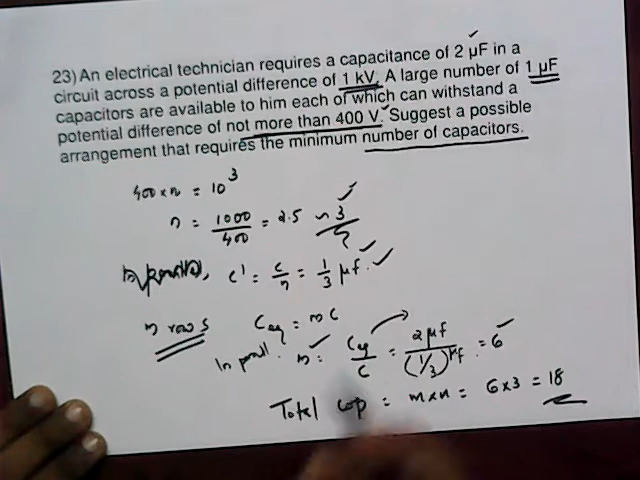 23) An electrical technician requires a capacitance of 2 µF in a
circuit across a potential difference of 1 kV. A large number of 1 µF
capacitors are available to him each of which can withstand a
potential difference of not more than 400 V. Suggest a possible
arrangement that requires the minimum number of capacitors.
400 × n = 10³
n = 1000/400 = 2.5 ~ 3
C' = C/n = 1/3 µf.
m rows Ceq = mC
In parall. m = Ceq/C = 2µf/(1/3)µf = 6
Total cap = m×n = 6×3 = 18